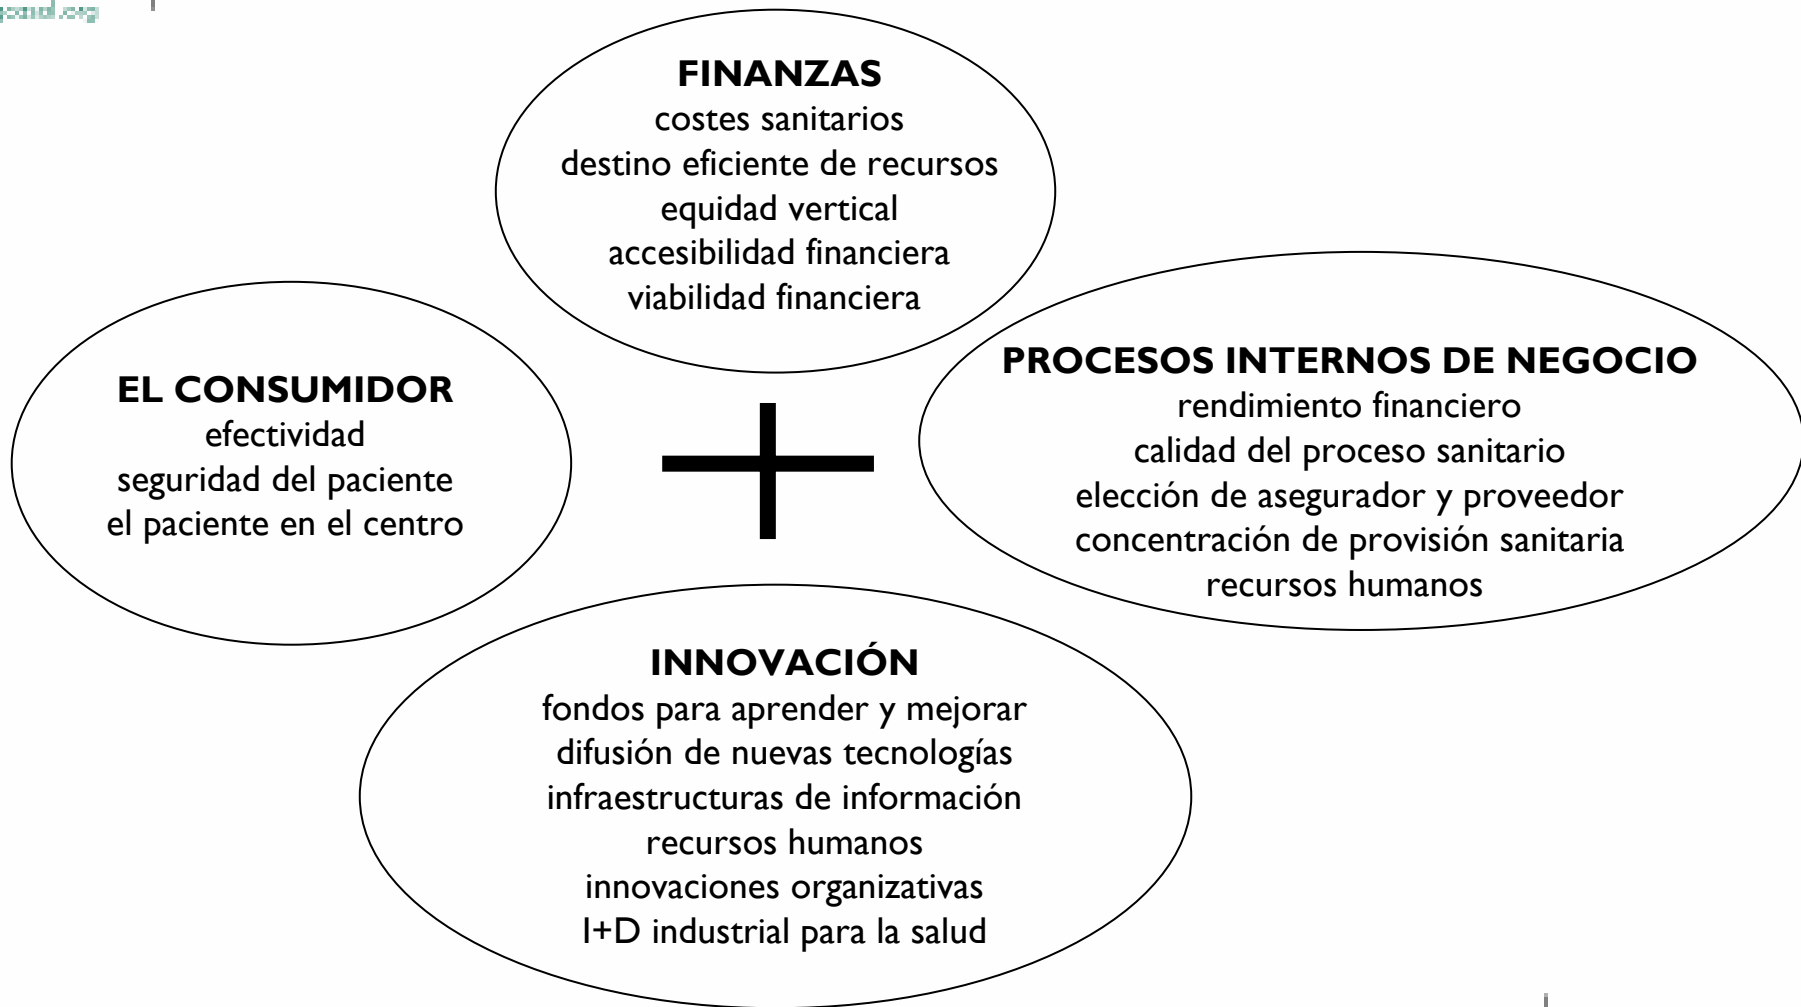 FINANZAS
costes sanitarios
destino eficiente de recursos
equidad vertical
accesibilidad financiera
viabilidad financiera
EL CONSUMIDOR
efectividad
seguridad del paciente
el paciente en el centro
PROCESOS INTERNOS DE NEGOCIO
rendimiento financiero
calidad del proceso sanitario
elección de asegurador y proveedor
concentración de provisión sanitaria
recursos humanos
INNOVACIÓN
fondos para aprender y mejorar
difusión de nuevas tecnologías
infraestructuras de información
recursos humanos
innovaciones organizativas
I+D industrial para la salud